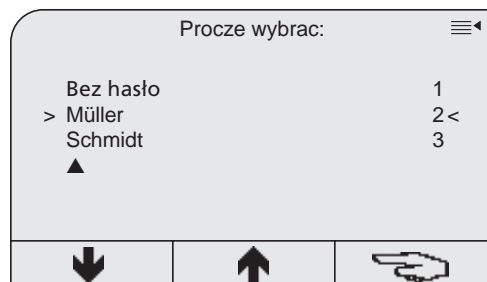 Procze wybrac:
Bez hasło 1
> Müller 2 <
Schmidt 3